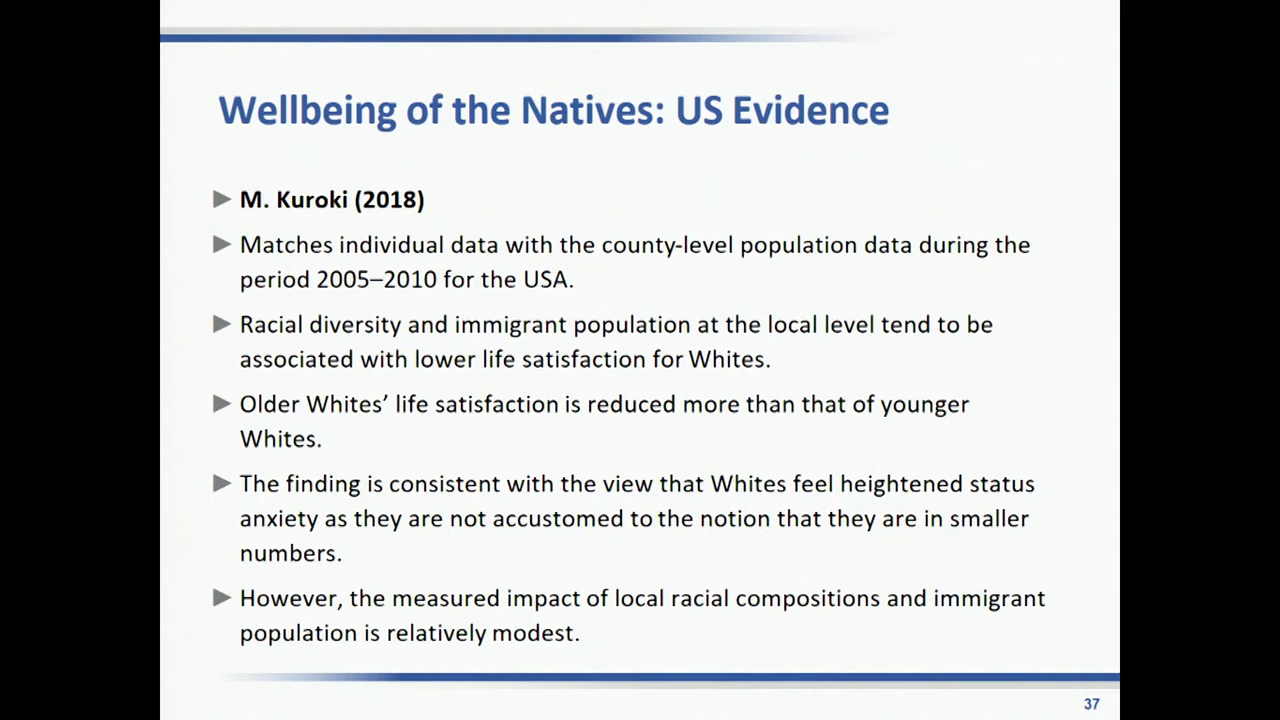 Wellbeing of the Natives: US Evidence
M. Kuroki (2018)
Matches individual data with the county-level population data during the
period 2005–2010 for the USA.
Racial diversity and immigrant population at the local level tend to be
associated with lower life satisfaction for Whites.
Older Whites’ life satisfaction is reduced more than that of younger
Whites.
The finding is consistent with the view that Whites feel heightened status
anxiety as they are not accustomed to the notion that they are in smaller
numbers.
However, the measured impact of local racial compositions and immigrant
population is relatively modest.
37